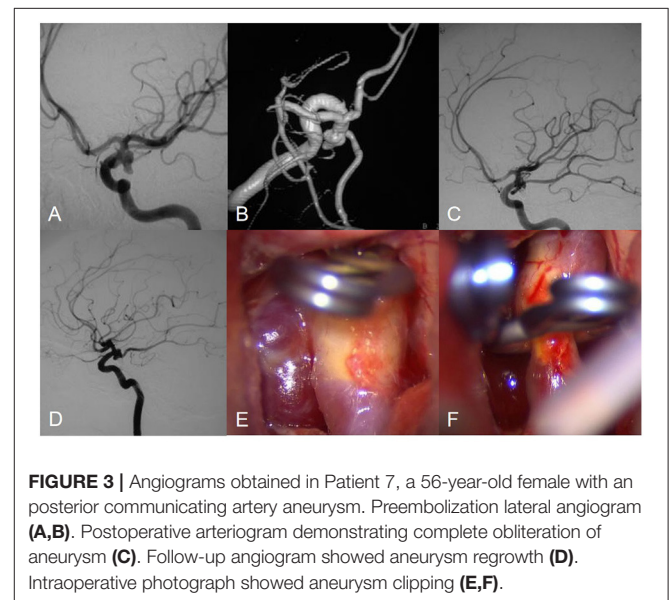 A
B
C
D
E
F
FIGURE 3 | Angiograms obtained in Patient 7, a 56-year-old female with an
posterior communicating artery aneurysm. Preembolization lateral angiogram
(A,B). Postoperative arteriogram demonstrating complete obliteration of
aneurysm (C). Follow-up angiogram showed aneurysm regrowth (D).
Intraoperative photograph showed aneurysm clipping (E,F).